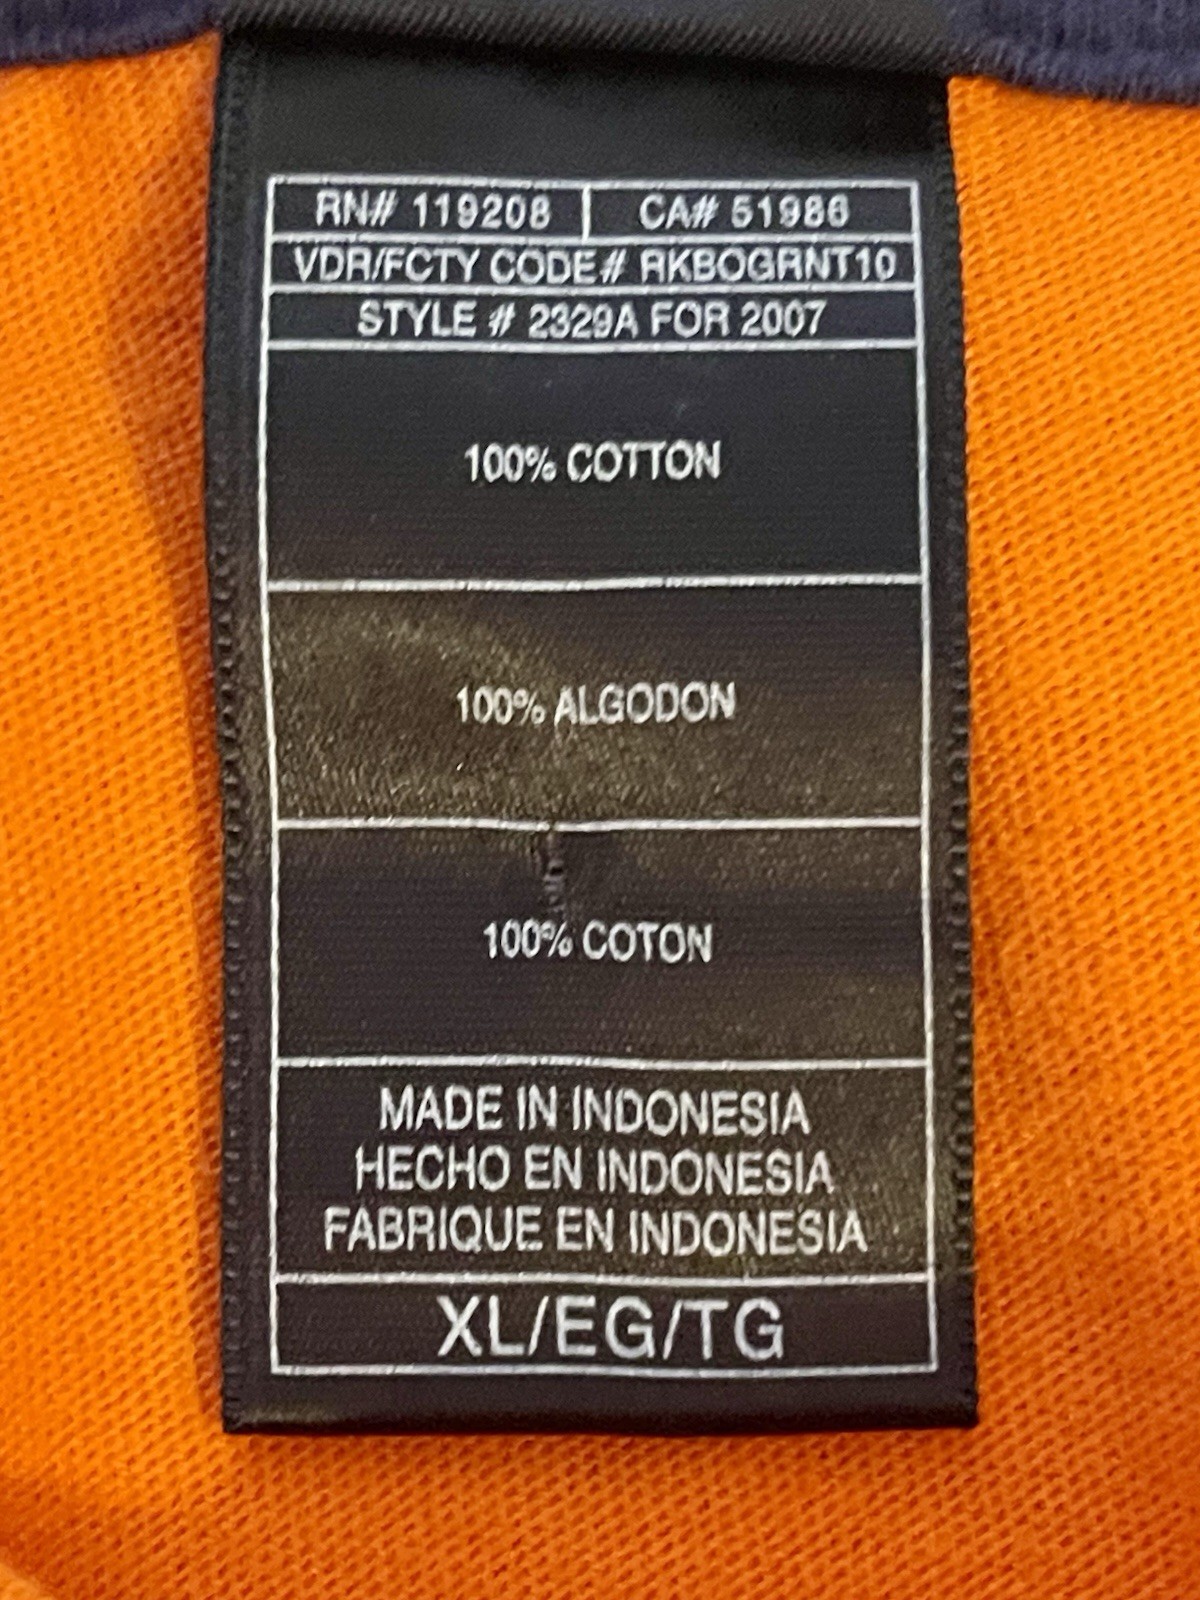 RN# 119208 CA# 51986
VDR/FCTY CODE# RKBOGRNT10
STYLE # 2329A FOR 2007
100% COTTON
100% ALGODON
100% COTON
MADE IN INDONESIA
HECHO EN INDONESIA
FABRIQUE EN INDONESIA
XL/EG/TG